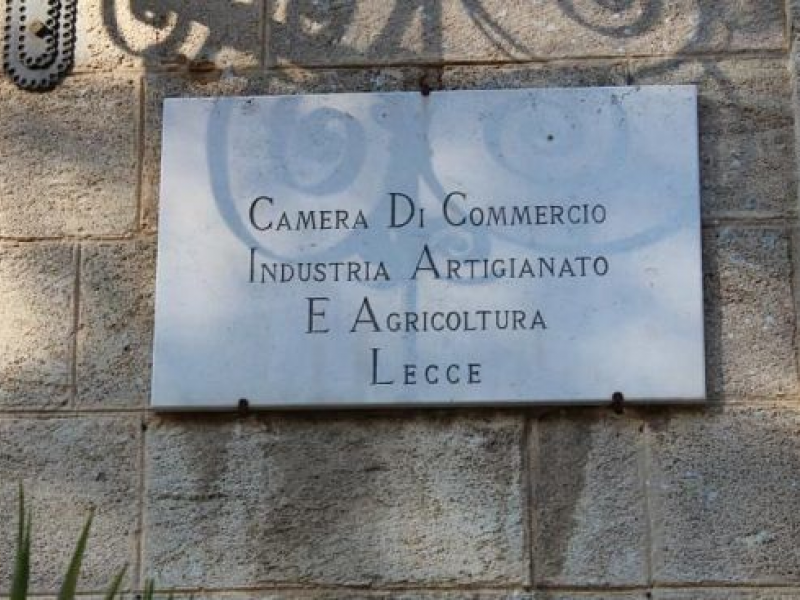 Camera Di Commercio
Industria Artigianato
E Agricoltura
Lecce